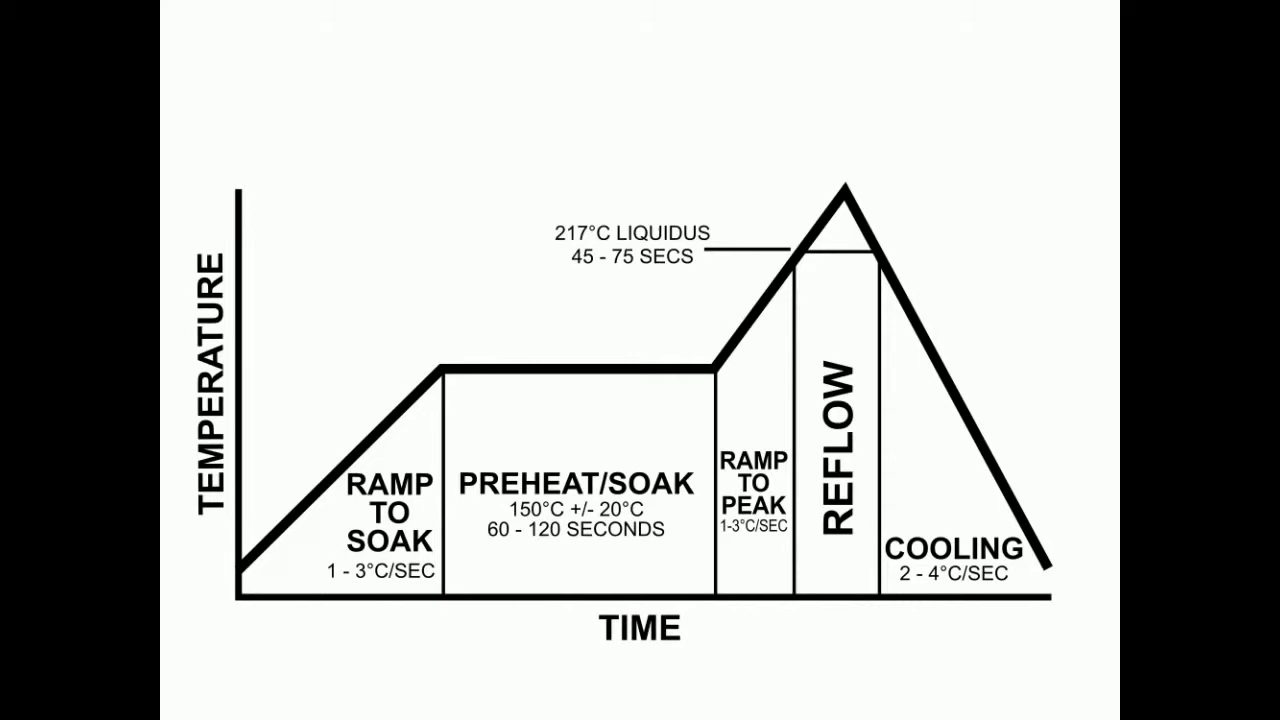 217°C LIQUIDUS
45 - 75 SECS
TEMPERATURE
RAMP
TO
SOAK
1 - 3°C/SEC
PREHEAT/SOAK
150°C +/- 20°C
60 - 120 SECONDS
RAMP
TO
PEAK
1-3°C/SEC
REFLOW
COOLING
2 - 4°C/SEC
TIME